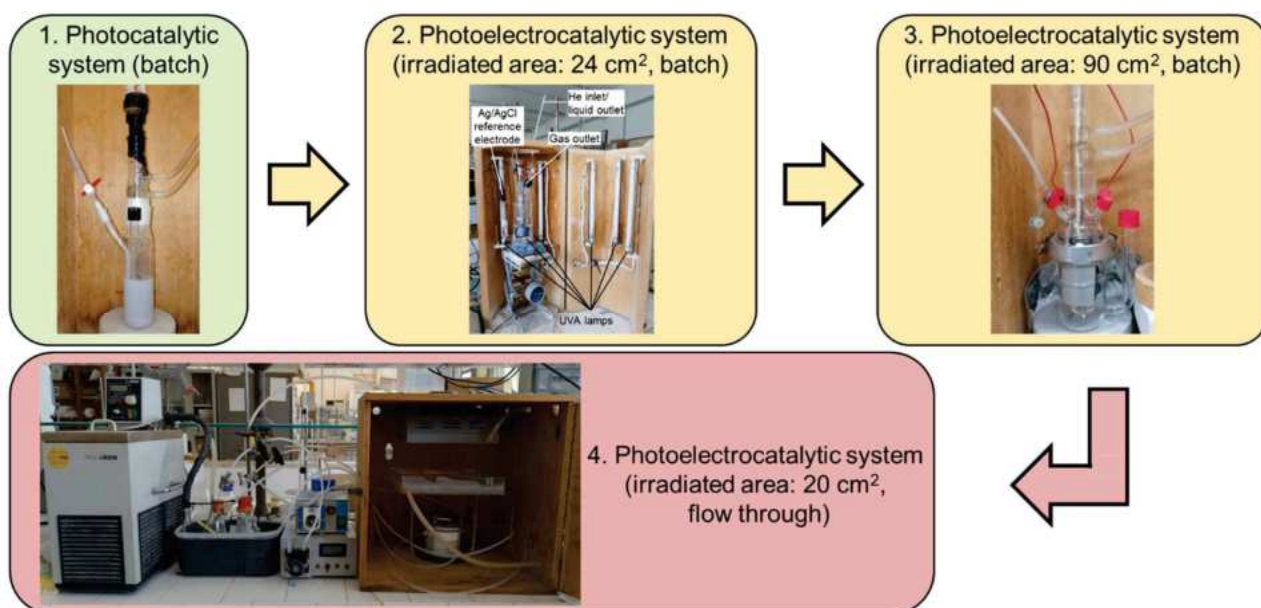 1. Photocatalytic
system (batch)
2. Photoelectrocatalytic system
(irradiated area: 24 cm², batch)
He inlet/
liquid outlet
Ag/AgCl
reference
electrode
Gas outlet
UVA lamps
3. Photoelectrocatalytic system
(irradiated area: 90 cm², batch)
4. Photoelectrocatalytic system
(irradiated area: 20 cm²,
flow through)